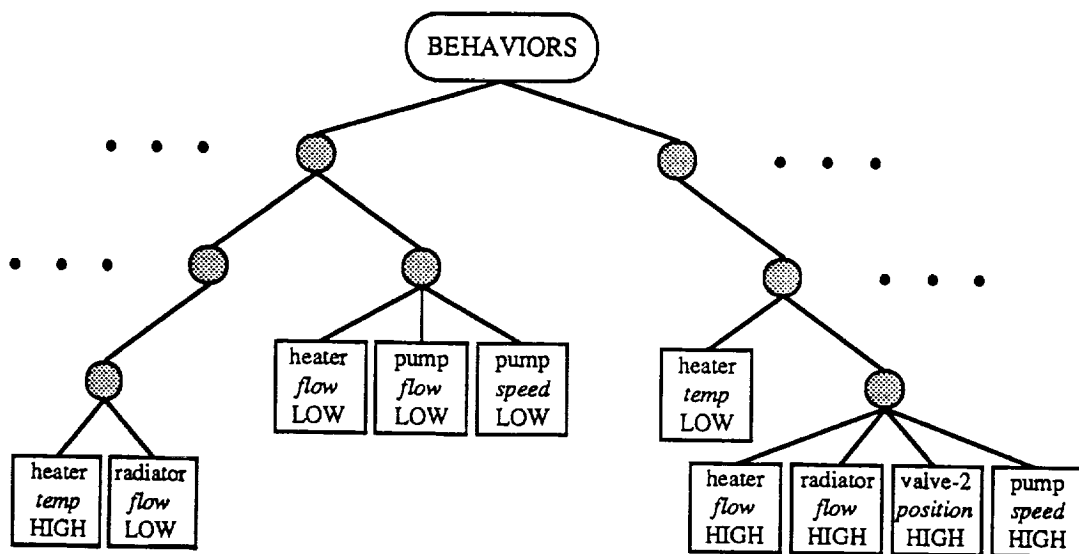 BEHAVIORS
heater
flow
LOW
pump
flow
LOW
pump
speed
LOW
heater
temp
LOW
heater
temp
HIGH
radiator
flow
LOW
heater
flow
HIGH
radiator
flow
HIGH
valve-2
position
HIGH
pump
speed
HIGH